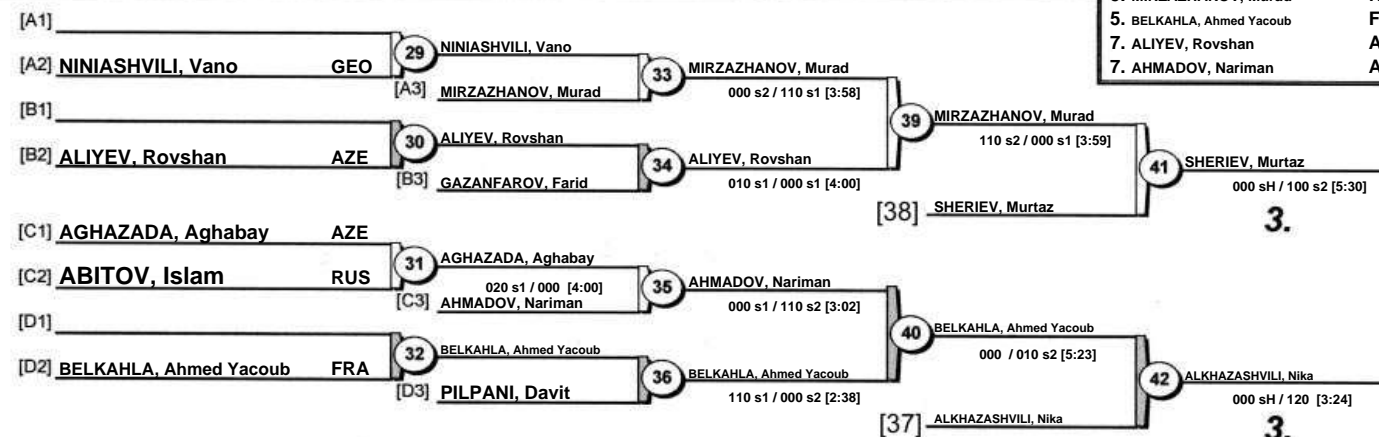 5. BELKAHLA, Ahmed Yacoub F
7. ALIYEV, Rovshan A
7. AHMADOV, Nariman A
[A1]
[A2] NINIASHVILI, Vano GEO
29
NINIASHVILI, Vano
[A3] MIRZAZHANOV, Murad
33
MIRZAZHANOV, Murad
000 s2 / 110 s1 [3:58]
[B1]
[B2] ALIYEV, Rovshan AZE
30
ALIYEV, Rovshan
[B3] GAZANFAROV, Farid
34
ALIYEV, Rovshan
010 s1 / 000 s1 [4:00]
39
MIRZAZHANOV, Murad
110 s2 / 000 s1 [3:59]
[38] SHERIEV, Murtaz
41
SHERIEV, Murtaz
000 sH / 100 s2 [5:30]
3.
[C1] AGHAZADA, Aghabay AZE
[C2] ABITOV, Islam RUS
31
AGHAZADA, Aghabay
020 s1 / 000 [4:00]
[C3] AHMADOV, Nariman
35
AHMADOV, Nariman
000 s1 / 110 s2 [3:02]
[D1]
[D2] BELKAHLA, Ahmed Yacoub FRA
32
BELKAHLA, Ahmed Yacoub
[D3] PILPANI, Davit
36
BELKAHLA, Ahmed Yacoub
110 s1 / 000 s2 [2:38]
40
BELKAHLA, Ahmed Yacoub
000 / 010 s2 [5:23]
[37] ALKHAZASHVILI, Nika
42
ALKHAZASHVILI, Nika
000 sH / 120 [3:24]
3.